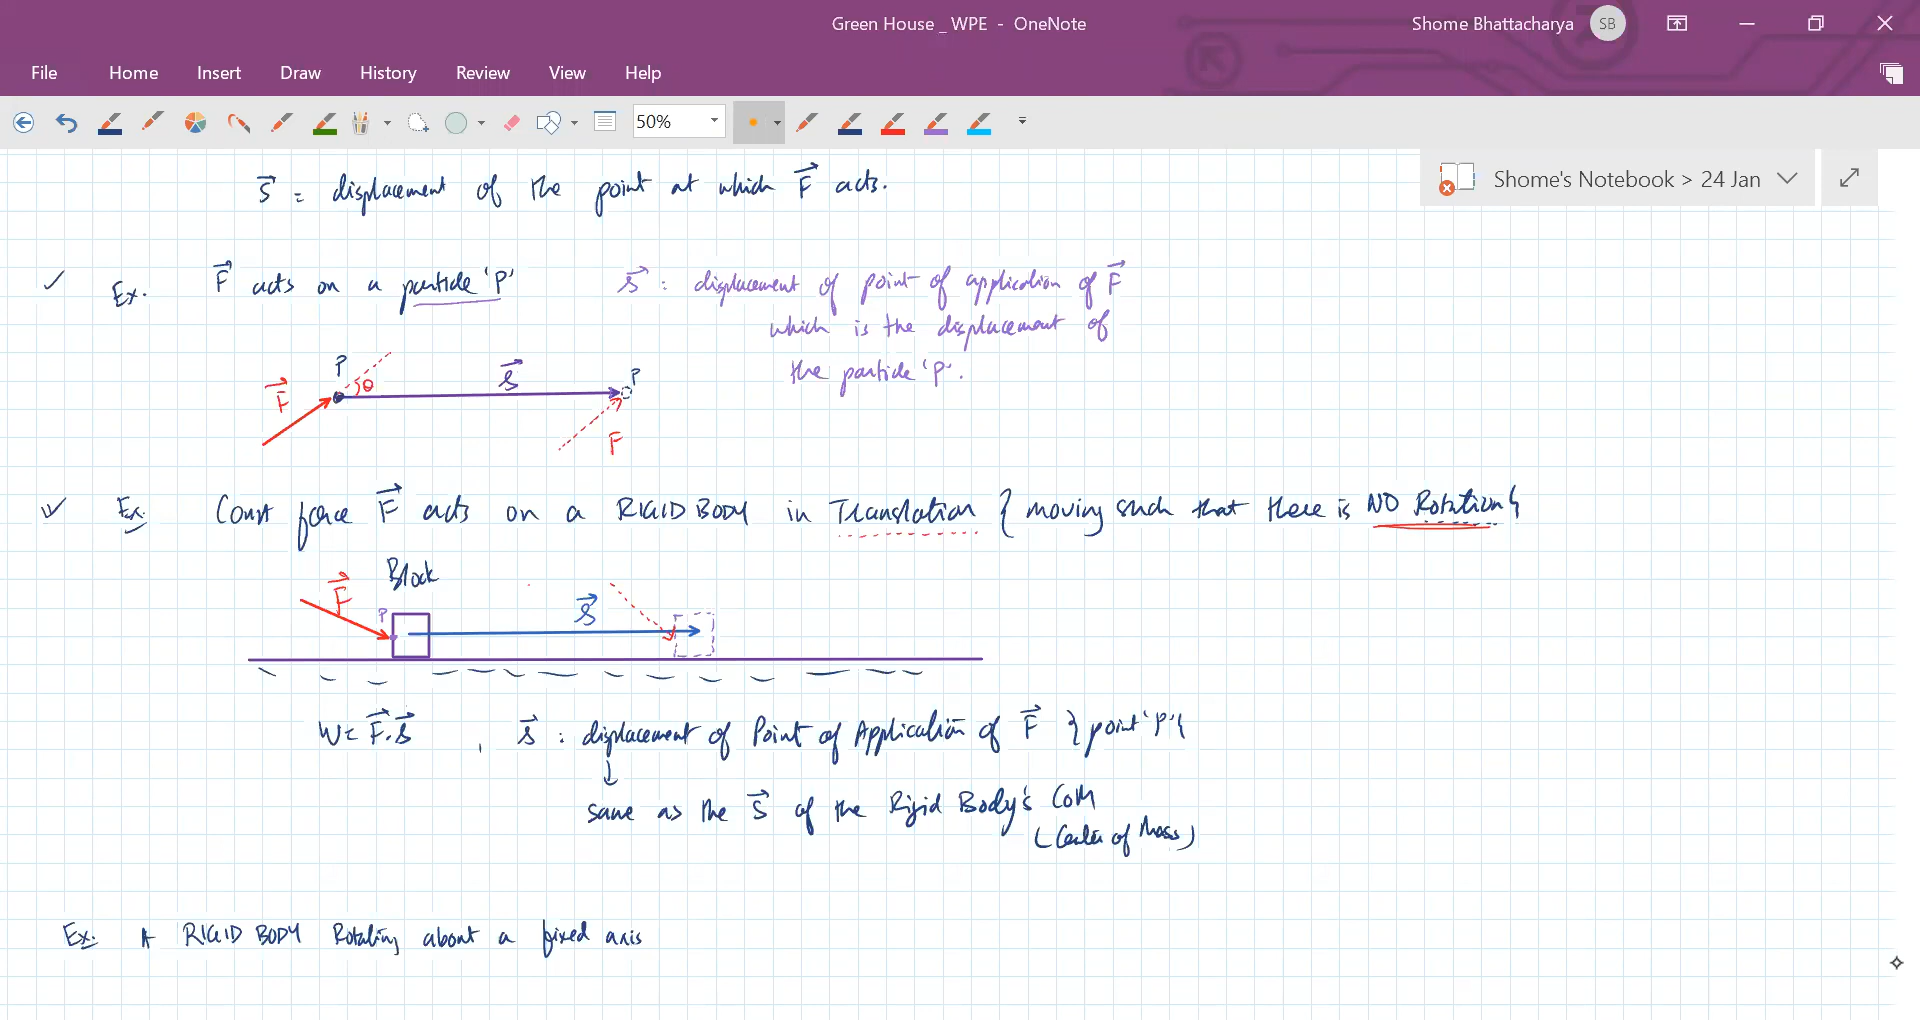 Green House _ WPE - OneNote
Shome Bhattacharya SB
File Home Insert Draw History Review View Help
50%
Shome's Notebook > 24 Jan
S = displacement of the point at which F acts.
Ex. F acts on a particle 'P'
S : displacement of point of application of F
which is the displacement of
the particle 'P'.
P
θ
F
S
P
F
Ex. Const force F acts on a RIGID BODY in Translation { moving such that there is NO Rotation }
Block
F
P
S
W = F.S , S : displacement of Point of Application of F } point 'P' {
same as the S of the Rigid Body's CoM
(Center of Mass)
Ex. A RIGID BODY Rotating about a fixed axis